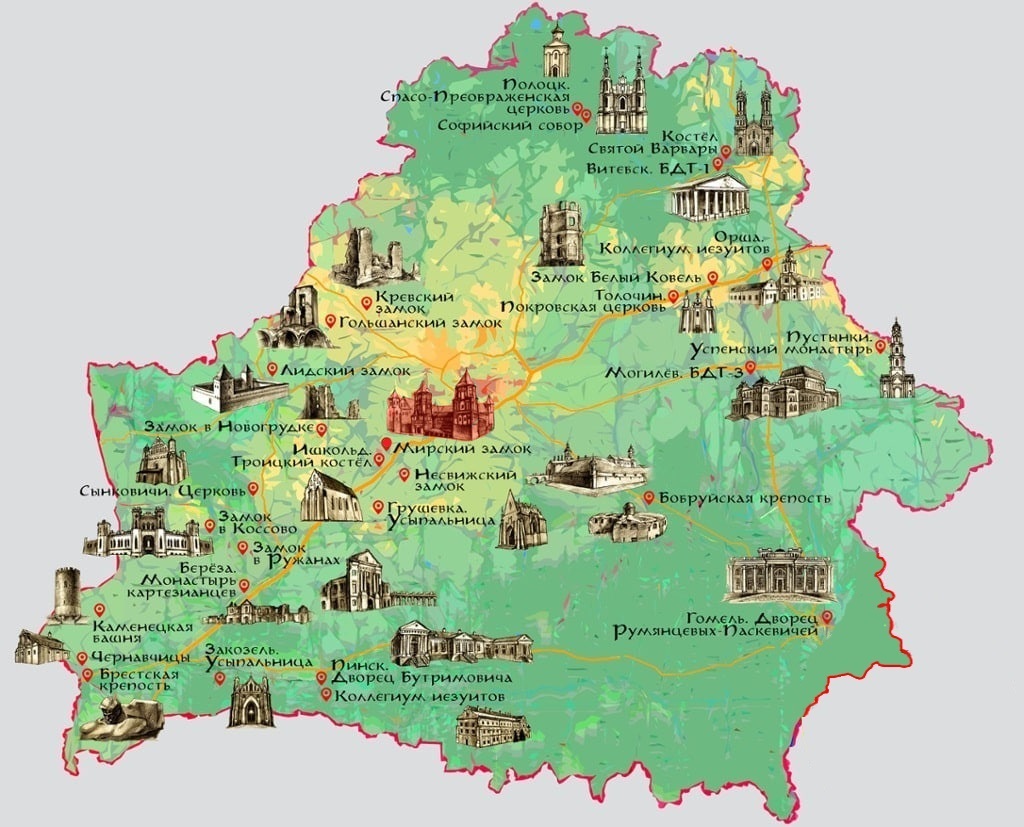 Полоцк.
Спасо-Преображенская
церковь
Софийский собор
Костёл
Святой Варвары
Витебск. БДТ-1
Орша.
Коллегиум иезуитов
Замок Белый Ковель
Толочин.
Покровская церковь
Кревский
замок
Гольшанский замок
Пустынки.
Успенский монастырь
Лидский замок
Могилёв. БДТ-3
Замок в Новогрудке
Мирский замок
Ишкольд.
Троицкий костёл
Несвижский
замок
Сынковичи. Церковь
Бобруйская крепость
Грушевка.
Усыпальница
Замок
в Коссово
Замок
в Ружанах
Берёза.
Монастырь
картезианцев
Каменецкая
башня
Гомель. Дворец
Румянцевых-Паскевичей
Чернавчицы
Закозель.
Усыпальница
Брестская
крепость
Пинск.
Дворец Бутримовича
Коллегиум иезуитов